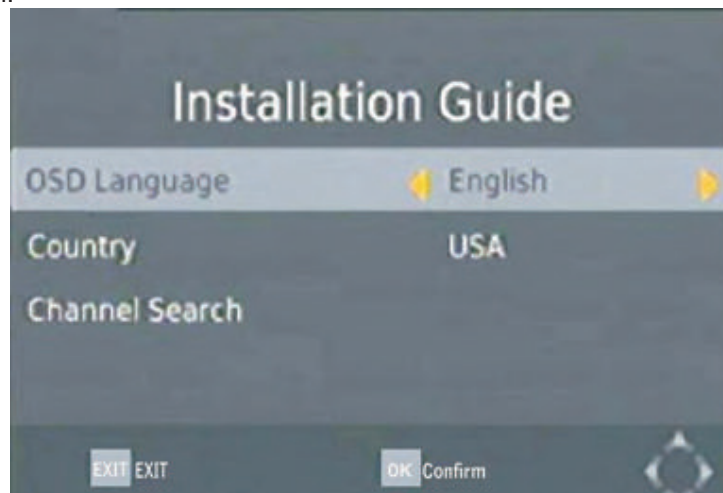 Installation Guide
OSD Language English
Country USA
Channel Search
EXIT EXIT OK Confirm